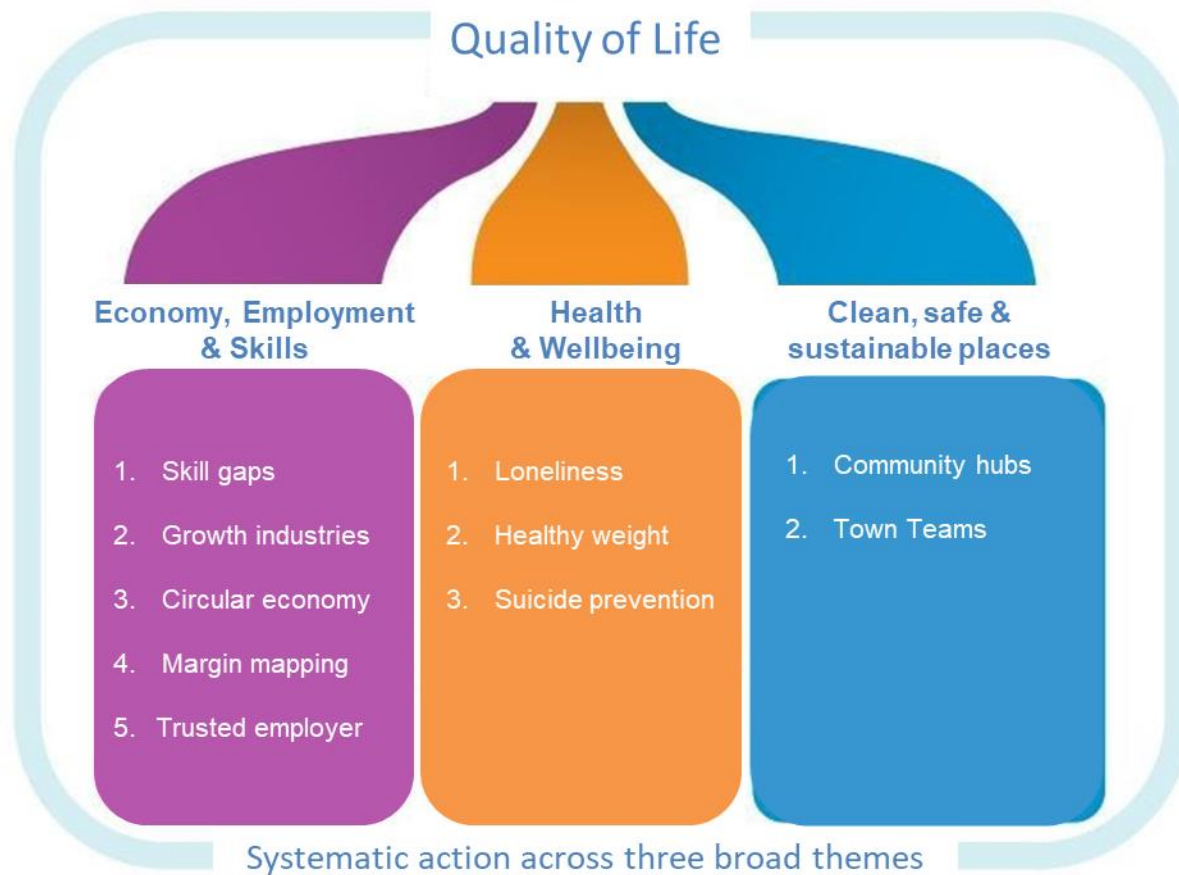 Quality of Life
Economy, Employment
& Skills
Health
& Wellbeing
Clean, safe &
sustainable places
1. Skill gaps
2. Growth industries
3. Circular economy
4. Margin mapping
5. Trusted employer
1. Loneliness
2. Healthy weight
3. Suicide prevention
1. Community hubs
2. Town Teams
Systematic action across three broad themes